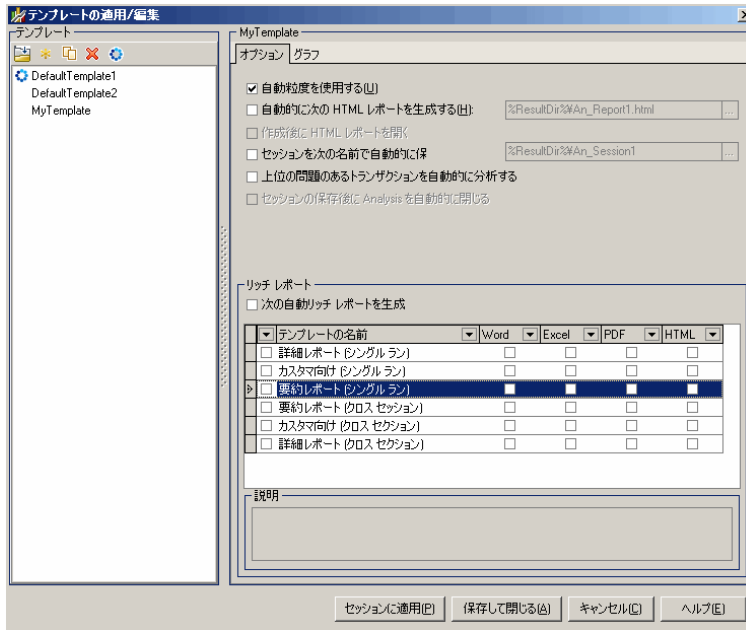 テンプレートの適用/編集
テンプレート
DefaultTemplate1
DefaultTemplate2
MyTemplate
MyTemplate
オプション グラフ
自動粒度を使用する(U)
自動的に次の HTML レポートを生成する(H): %ResultDir%¥An_Report1.html ...
作成後に HTML レポートを開く
セッションを次の名前で自動的に保 %ResultDir%¥An_Session1 ...
上位の問題のあるトランザクションを自動的に分析する
セッションの保存後に Analysis を自動的に閉じる
リッチ レポート
次の自動リッチ レポートを生成
テンプレートの名前 Word Excel PDF HTML
詳細レポート (シングル ラン)
カスタマ向け (シングル ラン)
要約レポート (シングル ラン)
要約レポート (クロス セッション)
カスタマ向け (クロス セクション)
詳細レポート (クロス セクション)
説明
セッションに適用(P) 保存して閉じる(A) キャンセル(C) ヘルプ(E)